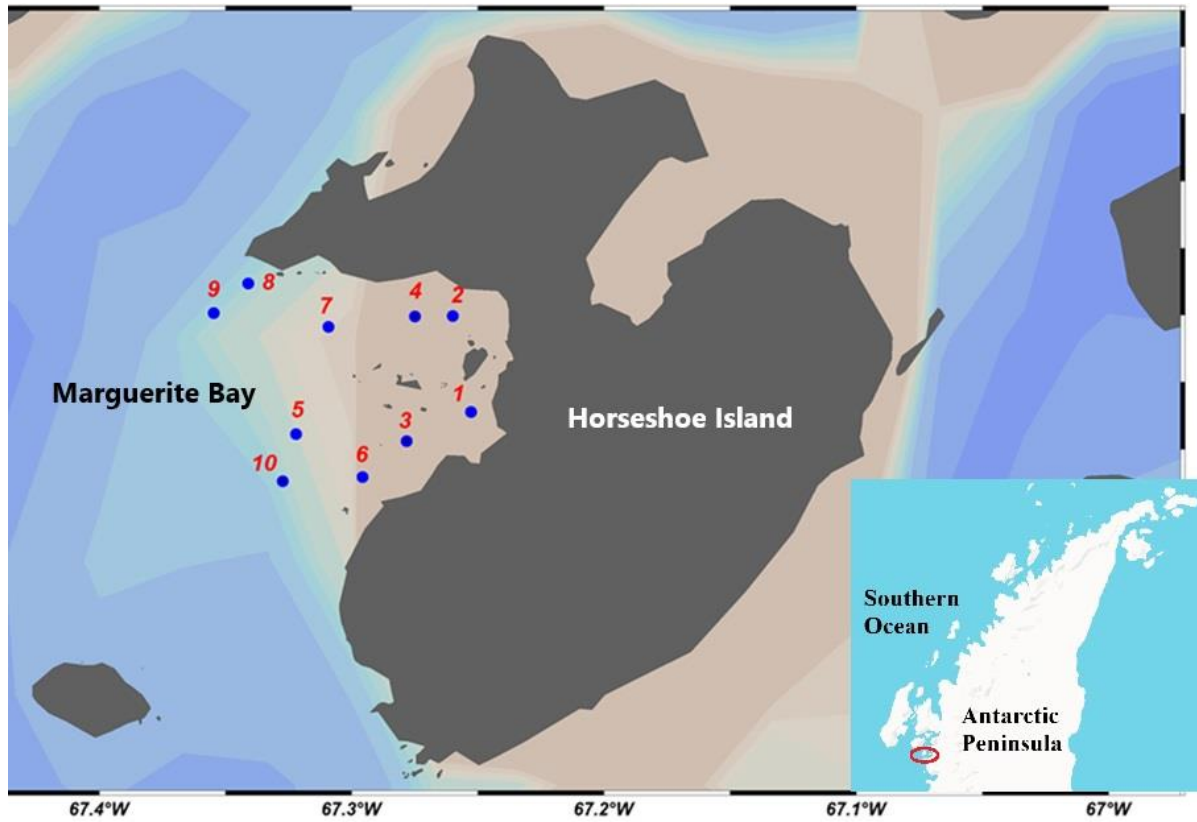 9
8
7
4
2
Marguerite Bay
1
5
3
Horseshoe Island
10
6
Southern
Ocean
Antarctic
Peninsula
67.4°W
67.3°W
67.2°W
67.1°W
67°W